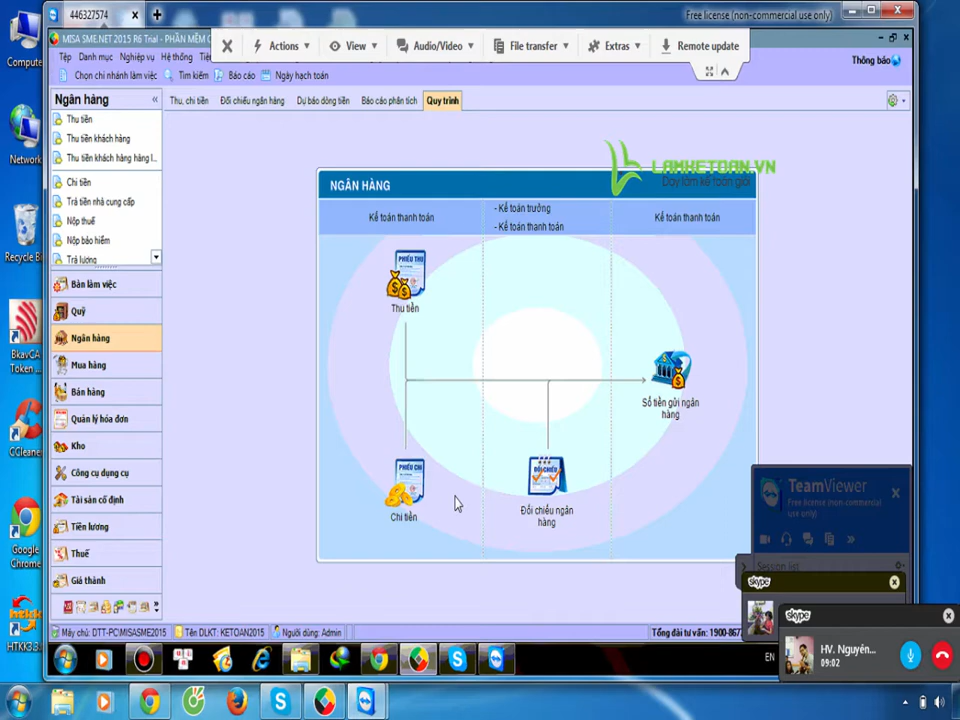 446327574
Free license (non-commercial use only)
MISA SME.NET 2015 R6 Trial - PHẦN MỀM
Actions
View
Audio/Video
File transfer
Extras
Remote update
Tệp Danh mục Nghiệp vụ Hệ thống
Thông báo
Chọn chi nhánh làm việc Tìm kiếm Báo cáo Ngày hạch toán
Ngân hàng
Thu, chi tiền Đối chiếu ngân hàng Dự báo dòng tiền Báo cáo phân tích Quy trình
Thu tiền
Thu tiền khách hàng
Thu tiền khách hàng hàng l...
Chi tiền
Trả tiền nhà cung cấp
Nộp thuế
Nộp bảo hiểm
Trả lương
Bàn làm việc
Quỹ
Ngân hàng
Mua hàng
Bán hàng
Quản lý hóa đơn
Kho
Công cụ dụng cụ
Tài sản cố định
Tiền lương
Thuế
Giá thành
LAMKETOAN.VN
Dạy làm kế toán giỏi
NGÂN HÀNG
Kế toán thanh toán
- Kế toán trưởng
- Kế toán thanh toán
Kế toán thanh toán
PHIẾU THU
Thu tiền
Sổ tiền gửi ngân
hàng
PHIẾU CHI
Chi tiền
ĐỐI CHIẾU
Đối chiếu ngân
hàng
TeamViewer
Free license (non-commercial
use only)
Session list
skype
skype
HV. Nguyễn...
09:02
Máy chủ: DTT-PC\MISASME2015 Tên DLKT: KETOAN2015 Người dùng: Admin
Tổng đài tư vấn: 1900-867
EN
Compute
Network
Recycle B
BkavCA
Token
CCleane
Google
Chrome
HTKK3.3